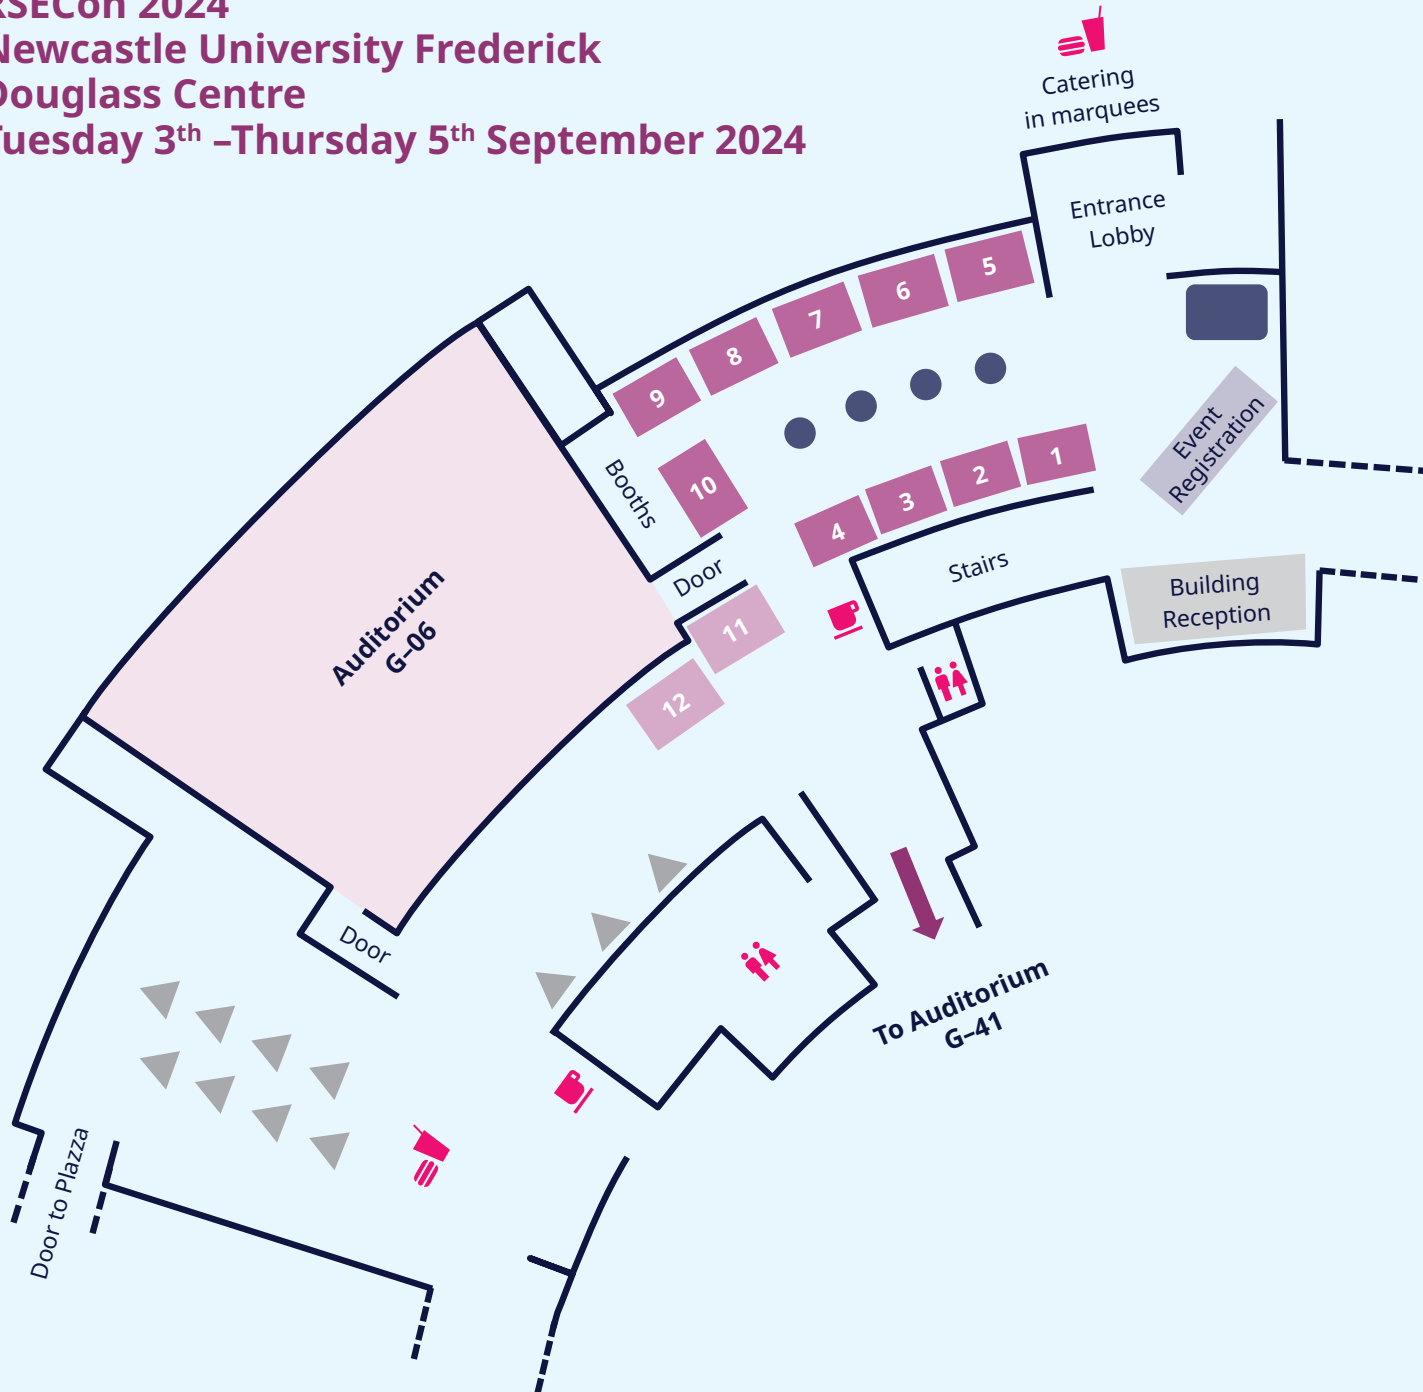 RSECon 2024
Newcastle University Frederick
Douglass Centre
Tuesday 3th –Thursday 5th September 2024
Catering
in marquees
Entrance
Lobby
5
6
7
8
9
10
Booths
1
2
3
4
Event
Registration
Stairs
Building
Reception
Door
11
12
Auditorium
G–06
Door
To Auditorium
G–41
Door to Plazza